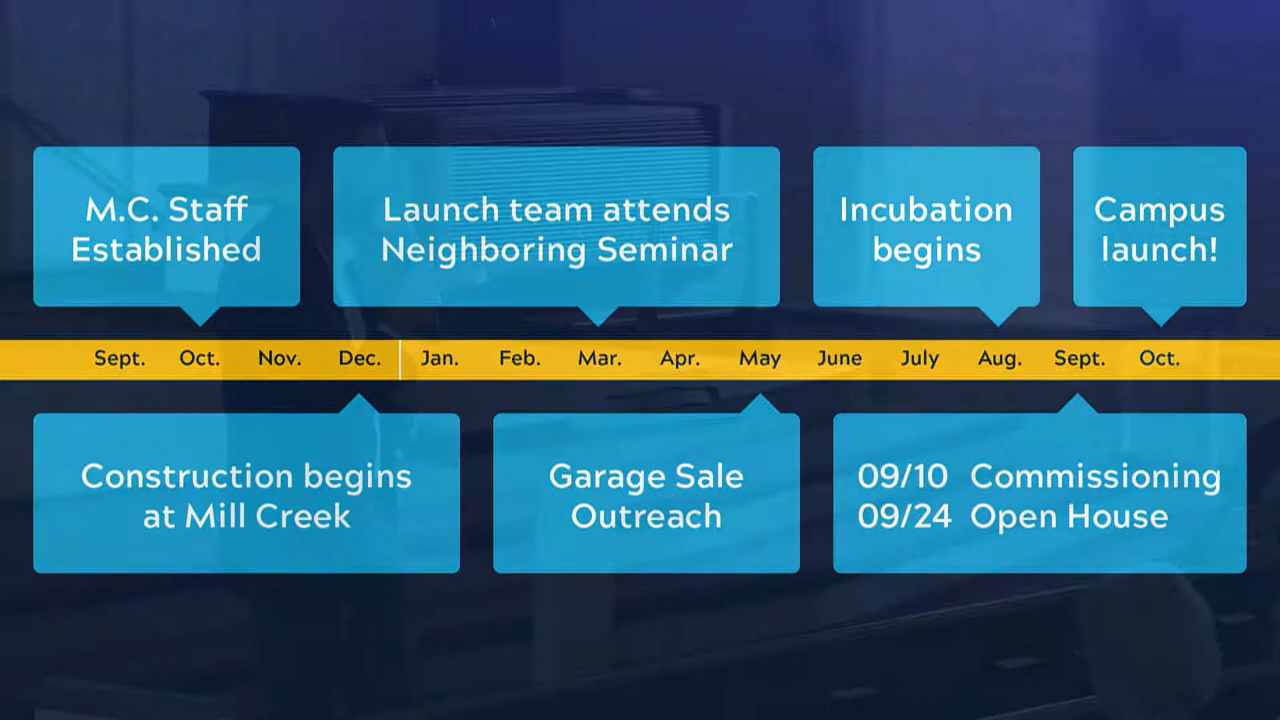 M.C. Staff
Established
Launch team attends
Neighboring Seminar
Incubation
begins
Campus
launch!
Sept. Oct. Nov. Dec. Jan. Feb. Mar. Apr. May June July Aug. Sept. Oct.
Construction begins
at Mill Creek
Garage Sale
Outreach
09/10 Commissioning
09/24 Open House